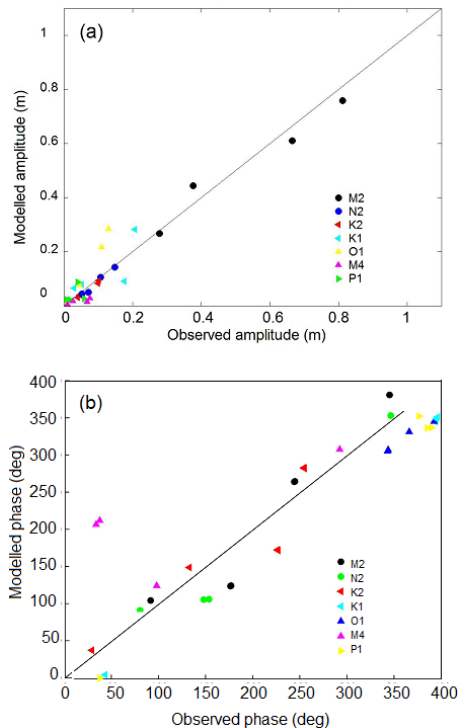 (a)
1
0.8
0.6
0.4
0.2
0
Modelled amplitude (m)
M2
N2
K2
K1
O1
M4
P1
0 0.2 0.4 0.6 0.8 1
Observed amplitude (m)
(b)
400
350
300
250
200
150
100
50
0
Modelled phase (deg)
M2
N2
K2
K1
O1
M4
P1
0 50 100 150 200 250 300 350 400
Observed phase (deg)